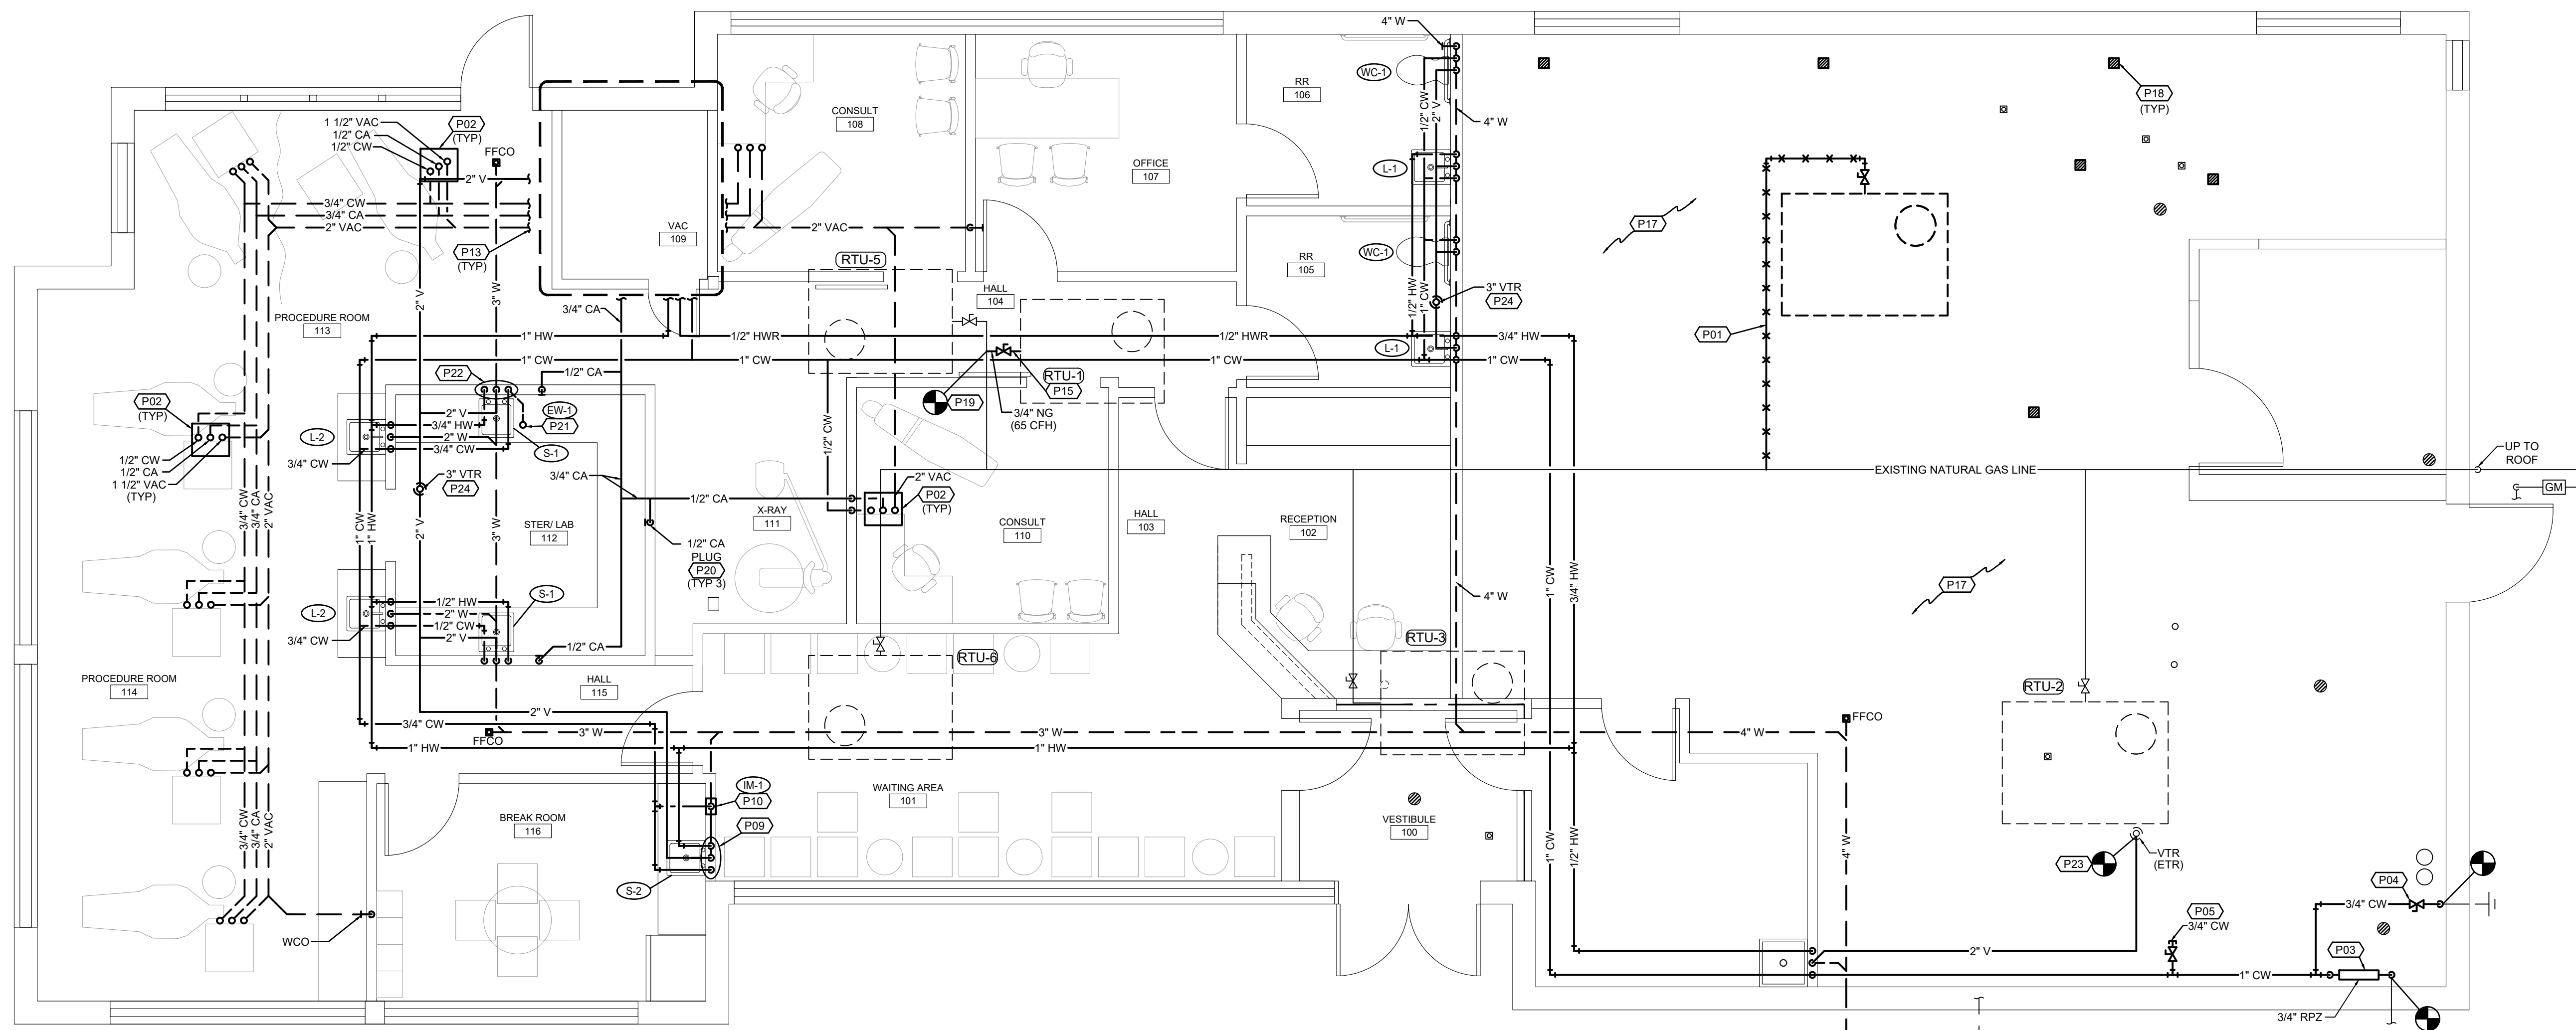 4" W
WC-1
RR
106
1/2" CW
2" V
4" W
P18
(TYP)
CONSULT
108
1 1/2" VAC
1/2" CA
1/2" CW
P02
(TYP)
FFCO
2" V
OFFICE
107
L-1
3/4" CW
3/4" CA
2" VAC
P13
(TYP)
VAC
109
2" VAC
RTU-5
RR
105
WC-1
P17
HALL
104
3" VTR
P24
1/2" HW
1" CW
2" V
3" W
3/4" CA
PROCEDURE ROOM
113
1" HW
1/2" HWR
1/2" HWR
3/4" HW
P01
L-1
1" CW
1" CW
1" CW
1" CW
P22
1/2" CA
RTU-1
P15
P19
3/4" NG
(65 CFH)
P02
(TYP)
EW-1
P21
2" V
3/4" HW
2" W
3/4" CW
L-2
3/4" CW
S-1
1/2" CW
1/2" CW
1/2" CA
1 1/2" VAC
(TYP)
3" VTR
P24
3/4" CA
UP TO
ROOF
EXISTING NATURAL GAS LINE
GM
1/2" CA
2" VAC
P02
(TYP)
3/4" CW
3/4" CA
2" VAC
1" CW
1" HW
2" V
3" W
STER/ LAB
112
X-RAY
111
CONSULT
110
HALL
103
RECEPTION
102
1/2" CA
PLUG
P20
(TYP 3)
1" CW
3/4" HW
P17
4" W
L-2
3/4" CW
1/2" HW
2" W
1/2" CW
2" V
S-1
1/2" CA
RTU-3
RTU-6
PROCEDURE ROOM
114
HALL
115
RTU-2
2" V
3/4" CW
FFCO
3" W
3" W
4" W
FFCO
1" HW
1" HW
IM-1
P10
WAITING AREA
101
P09
BREAK ROOM
116
VESTIBULE
100
3/4" CW
3/4" CA
2" VAC
1" CW
1/2" HW
4" W
P23
VTR
(ETR)
S-2
P04
3/4" CW
P05
3/4" CW
WCO
2" V
P03
1" CW
3/4" RPZ